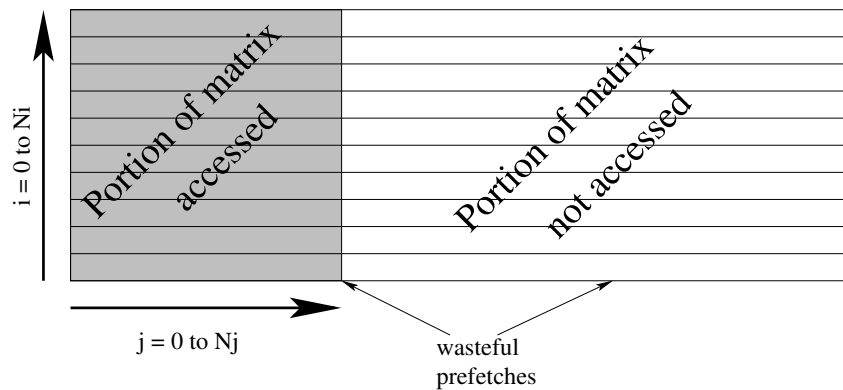 Portion of matrix
accessed
Portion of matrix
not accessed
i = 0 to Ni
j = 0 to Nj
wasteful
prefetches